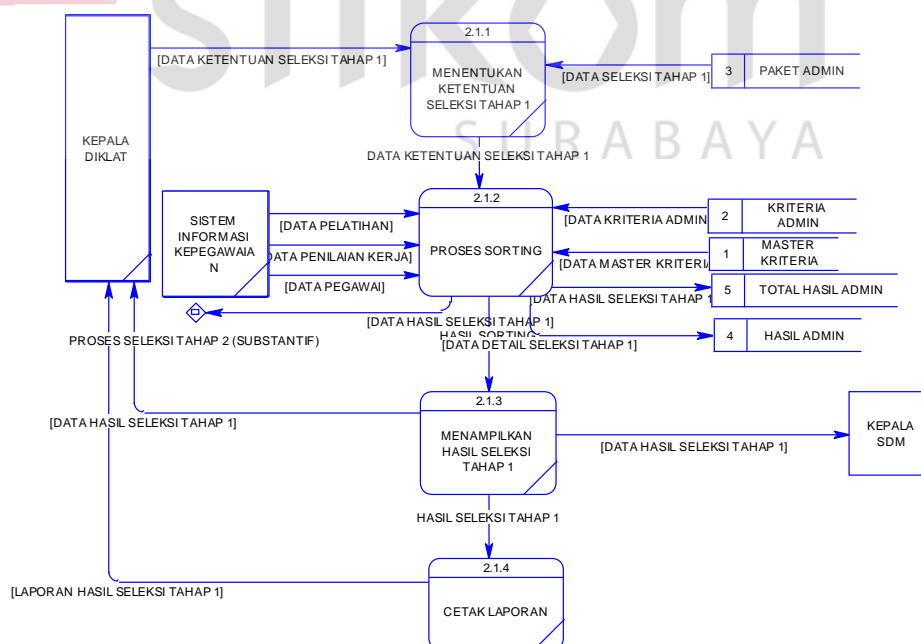 stikom
SURABAYA
KEPALA
DIKLAT
[DATA KETENTUAN SELEKSI TAHAP 1]
2.1.1
MENENTUKAN
KETENTUAN
SELEKSI TAHAP 1
[DATA SELEKSI TAHAP 1]
3
PAKET ADMIN
DATA KETENTUAN SELEKSI TAHAP 1
SISTEM
INFORMASI
KEPEGAWAIA
N
[DATA PELATIHAN]
DATA PENILAIAN KERJA]
[DATA PEGAWAI]
2.1.2
PROSES SORTING
[DATA KRITERIA ADMIN
2
KRITERIA
ADMIN
[DATA MASTER KRITERIA
1
MASTER
KRITERIA
[DATA HASIL SELEKSI TAHAP 1
5
TOTAL HASIL ADMIN
4
HASIL ADMIN
[DATA HASIL SELEKSI TAHAP 1]
HASIL SORTING
[DATA DETAIL SELEKSI TAHAP 1]
PROSES SELEKSI TAHAP 2 (SUBSTANTIF)
2.1.3
MENAMPILKAN
HASIL SELEKSI
TAHAP 1
[DATA HASIL SELEKSI TAHAP 1]
[DATA HASIL SELEKSI TAHAP 1]
KEPALA
SDM
HASIL SELEKSI TAHAP 1
2.1.4
CETAK LAPORAN
[LAPORAN HASIL SELEKSI TAHAP 1]